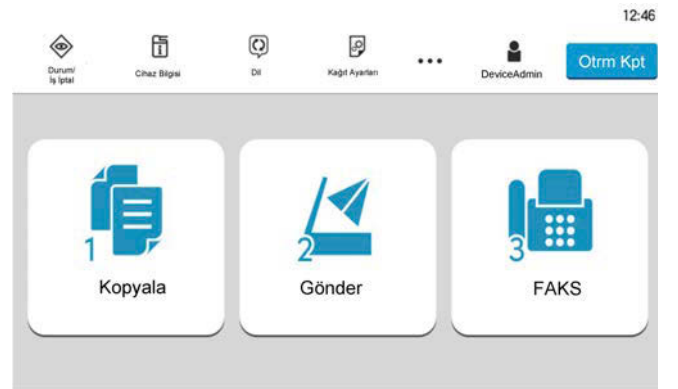 12:46
Durum/
İş İptal
Cihaz Bilgisi
Dil
Kağıt Ayarları
...
DeviceAdmin
Otrm Kpt
1
Kopyala
2
Gönder
3
FAKS